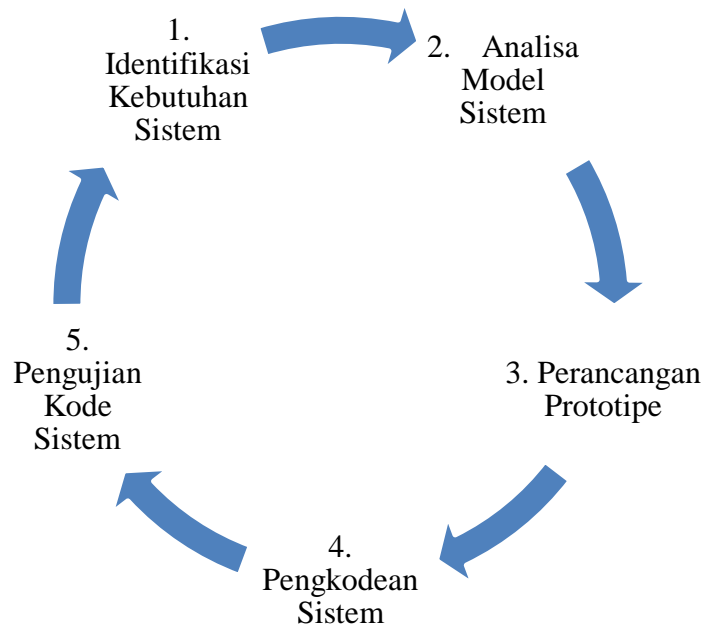 1.
Identifikasi
Kebutuhan
Sistem
2. Analisa
Model
Sistem
3. Perancangan
Prototipe
4.
Pengkodean
Sistem
5.
Pengujian
Kode
Sistem